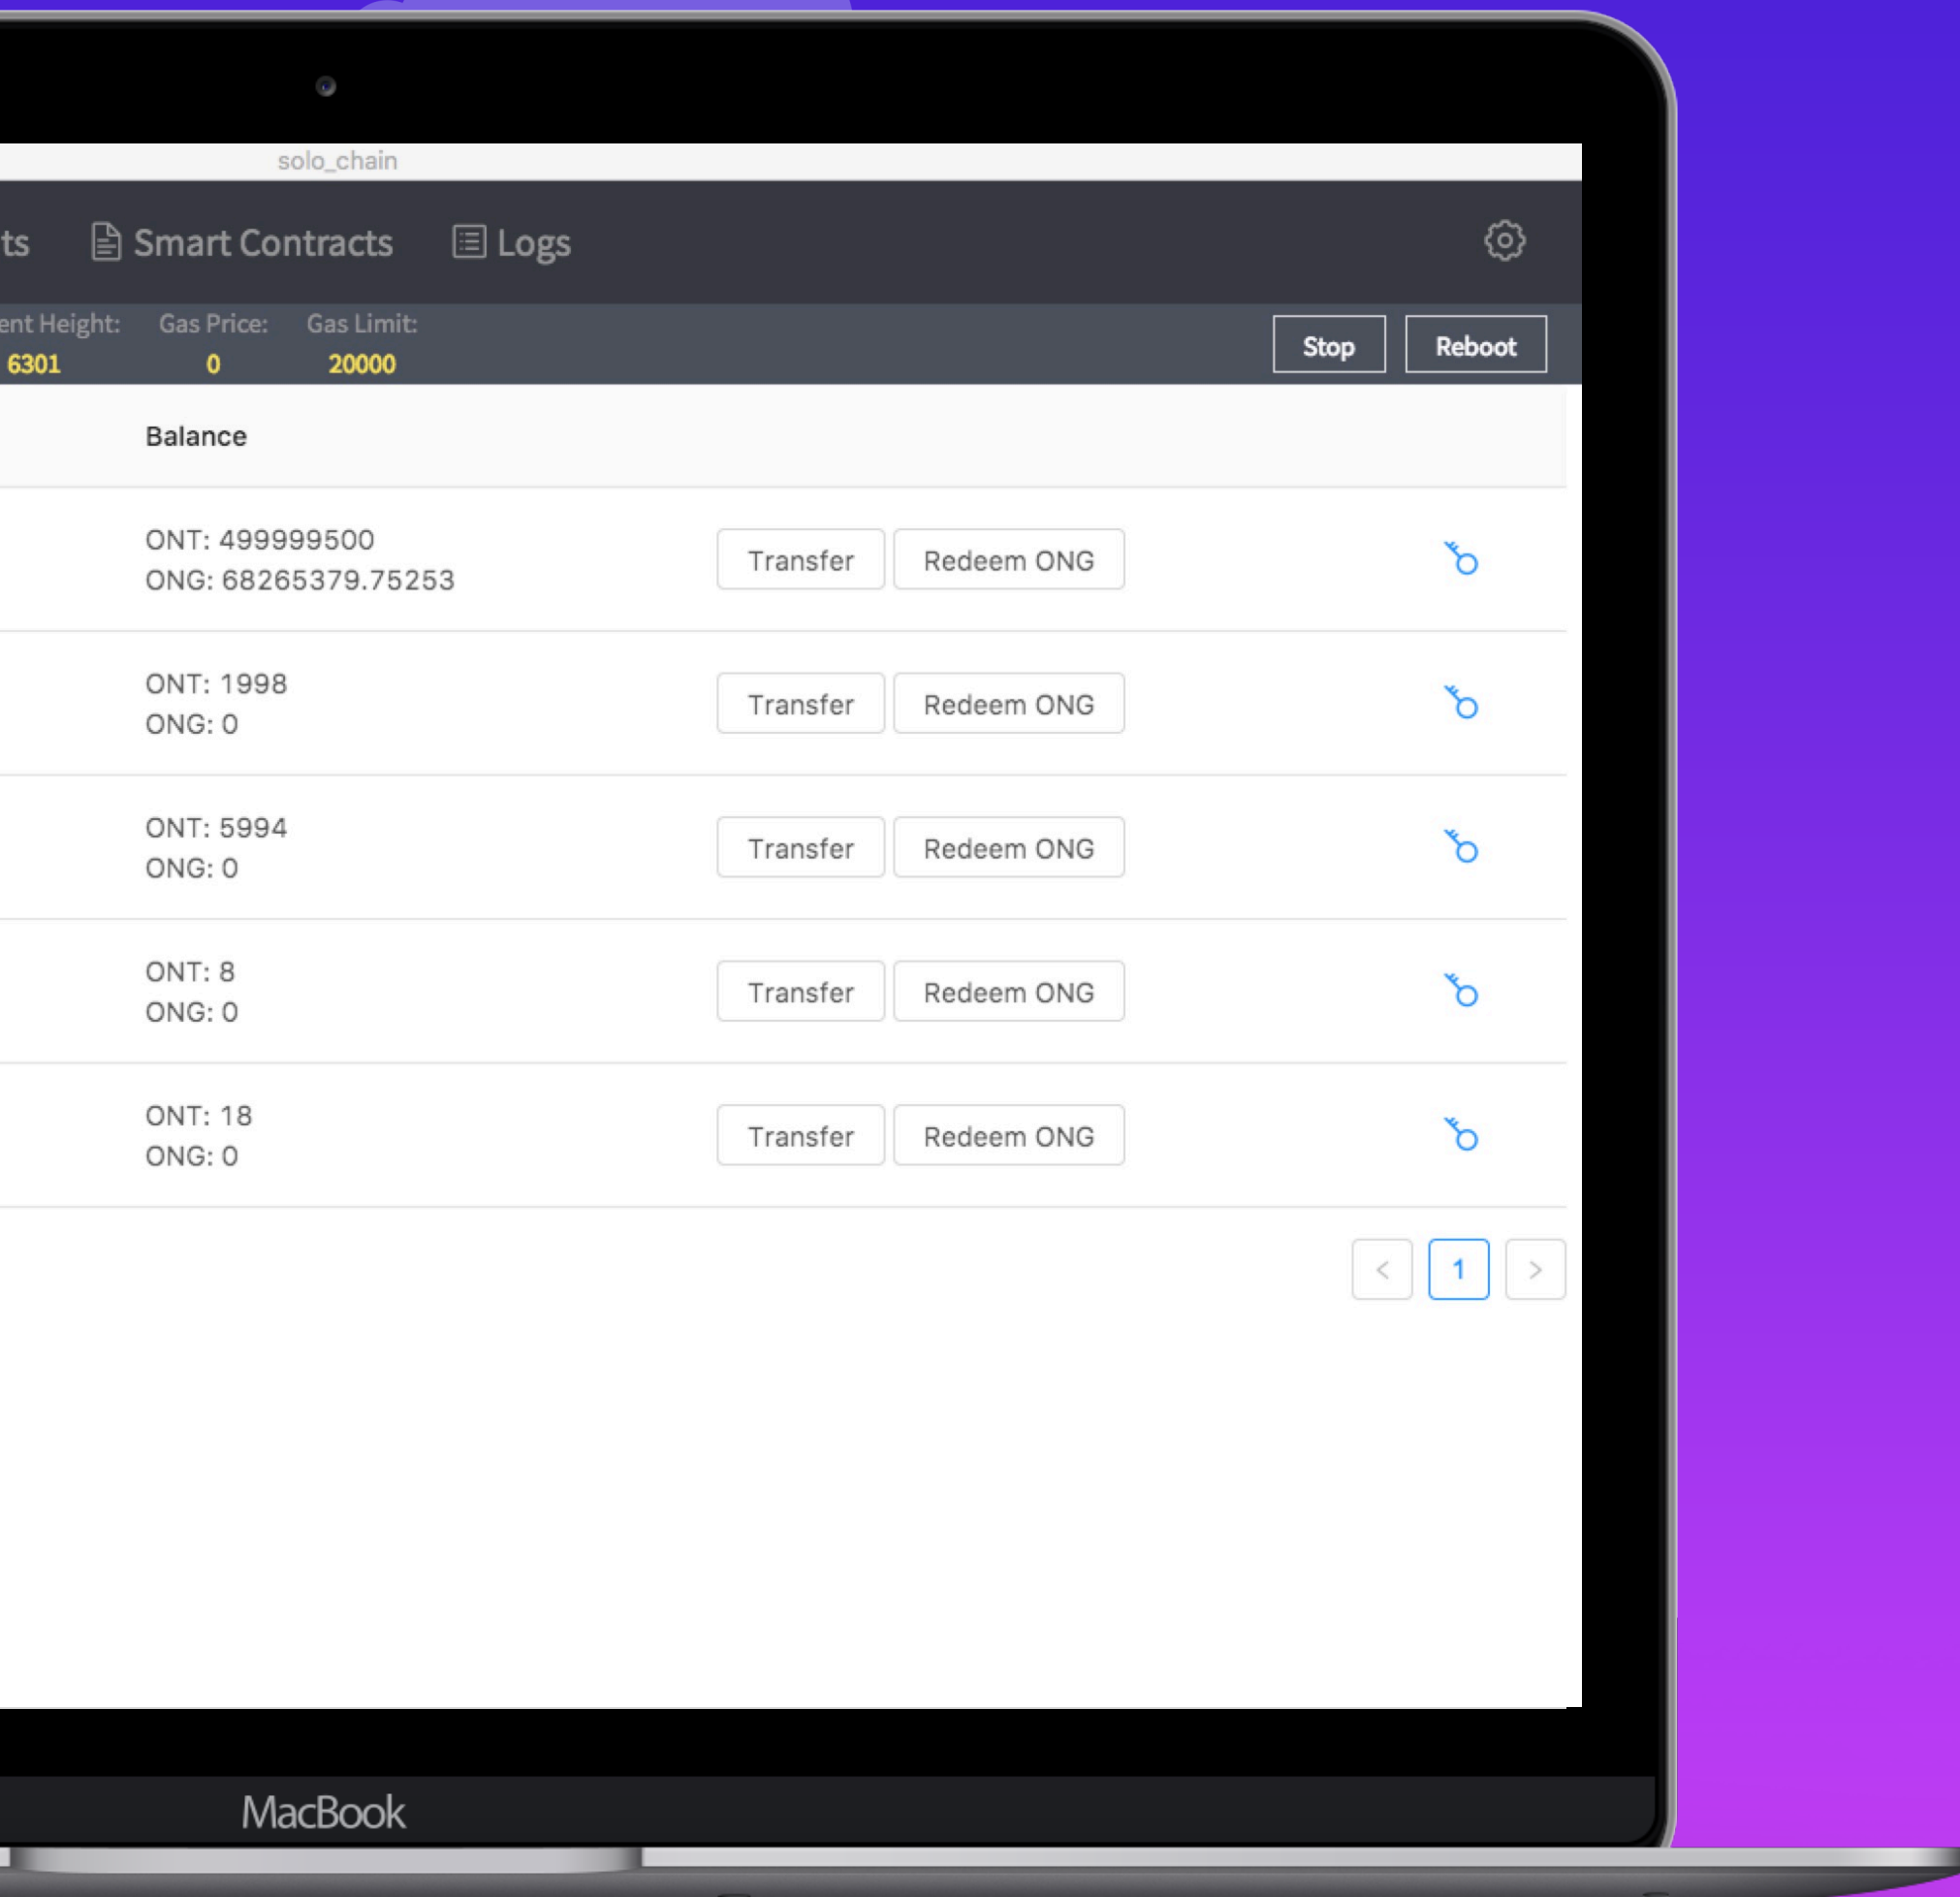 solo_chain
ts Smart Contracts Logs
ent Height: Gas Price: Gas Limit:
6301 0 20000
Stop Reboot
Balance
ONT: 499999500
ONG: 68265379.75253
Transfer Redeem ONG
ONT: 1998
ONG: 0
Transfer Redeem ONG
ONT: 5994
ONG: 0
Transfer Redeem ONG
ONT: 8
ONG: 0
Transfer Redeem ONG
ONT: 18
ONG: 0
Transfer Redeem ONG
< 1 >
MacBook